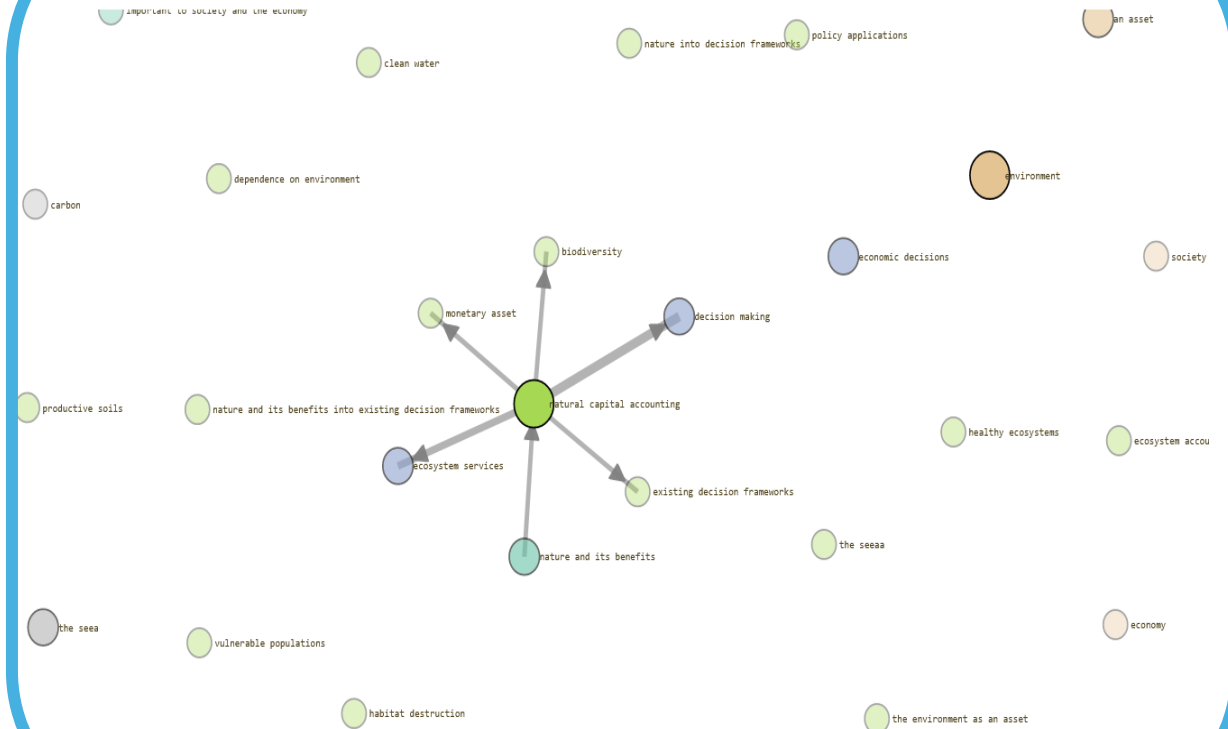 important to society and the economy
an asset
policy applications
nature into decision frameworks
clean water
environment
dependence on environment
carbon
biodiversity
economic decisions
society
monetary asset
decision making
natural capital accounting
productive soils
nature and its benefits into existing decision frameworks
healthy ecosystems
ecosystem accou
ecosystem services
existing decision frameworks
the seeaa
nature and its benefits
economy
the seea
vulnerable populations
habitat destruction
the environment as an asset